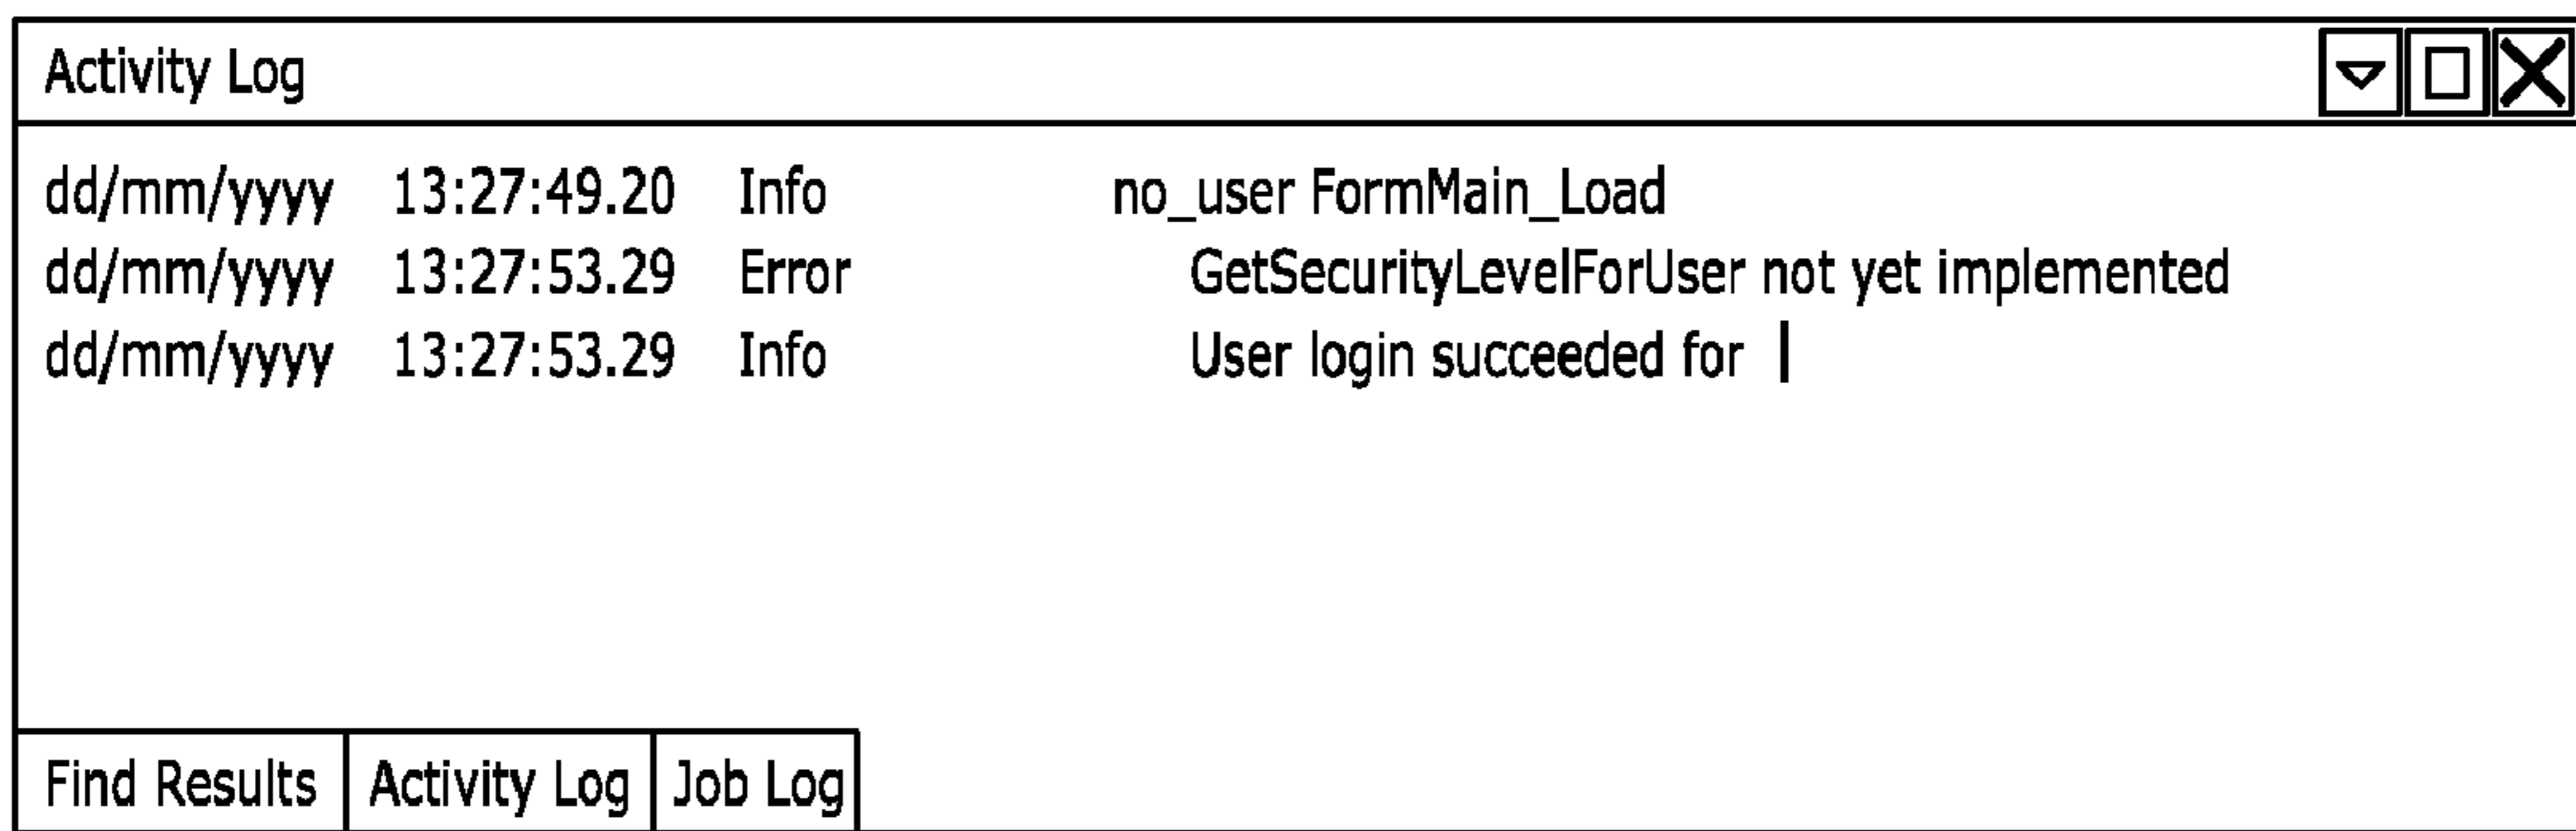 Activity Log
dd/mm/yyyy 13:27:49.20 Info no_user FormMain_Load
dd/mm/yyyy 13:27:53.29 Error GetSecurityLevelForUser not yet implemented
dd/mm/yyyy 13:27:53.29 Info User login succeeded for |
Find Results Activity Log Job Log